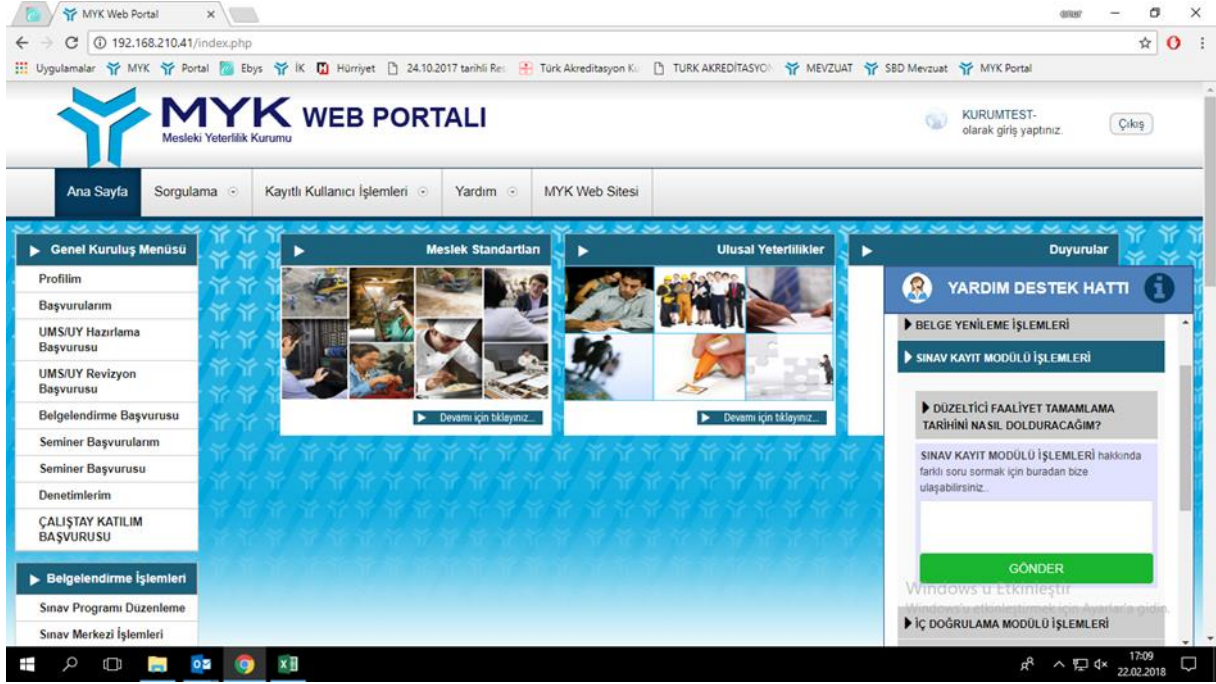 MYK Web Portal
192.168.210.41/index.php
Uygulamalar MYK Portal Ebys İK Hürriyet 24.10.2017 tarihli Res Türk Akreditasyon Ku TURK AKREDİTASYON MEVZUAT SBD Mevzuat MYK Portal
MYK WEB PORTALI
Mesleki Yeterlilik Kurumu
KURUMTEST-
olarak giriş yaptınız.
Çıkış
Ana Sayfa Sorgulama Kayıtlı Kullanıcı İşlemleri Yardım MYK Web Sitesi
Genel Kuruluş Menüsü
Profilim
Başvurularım
UMS/UY Hazırlama
Başvurusu
UMS/UY Revizyon
Başvurusu
Belgelendirme Başvurusu
Seminer Başvurularım
Seminer Başvurusu
Denetimlerim
ÇALIŞTAY KATILIM
BAŞVURUSU
Belgelendirme İşlemleri
Sınav Programı Düzenleme
Sınav Merkezi İşlemleri
Meslek Standartları
Devamı için tıklayınız...
Ulusal Yeterlilikler
Devamı için tıklayınız...
Duyurular
YARDIM DESTEK HATTI
BELGE YENİLEME İŞLEMLERİ
SINAV KAYIT MODÜLÜ İŞLEMLERİ
DÜZELTİCİ FAALİYET TAMAMLAMA
TARİHİNİ NASIL DOLDURACAĞIM?
SINAV KAYIT MODÜLÜ İŞLEMLERİ hakkında
farklı soru sormak için buradan bize
ulaşabilirsiniz..
GÖNDER
Windows'u Etkinleştir
Windows'u etkinleştirmek için Ayarlar'a gidin.
İÇ DOĞRULAMA MODÜLÜ İŞLEMLERİ
17:09
22.02.2018